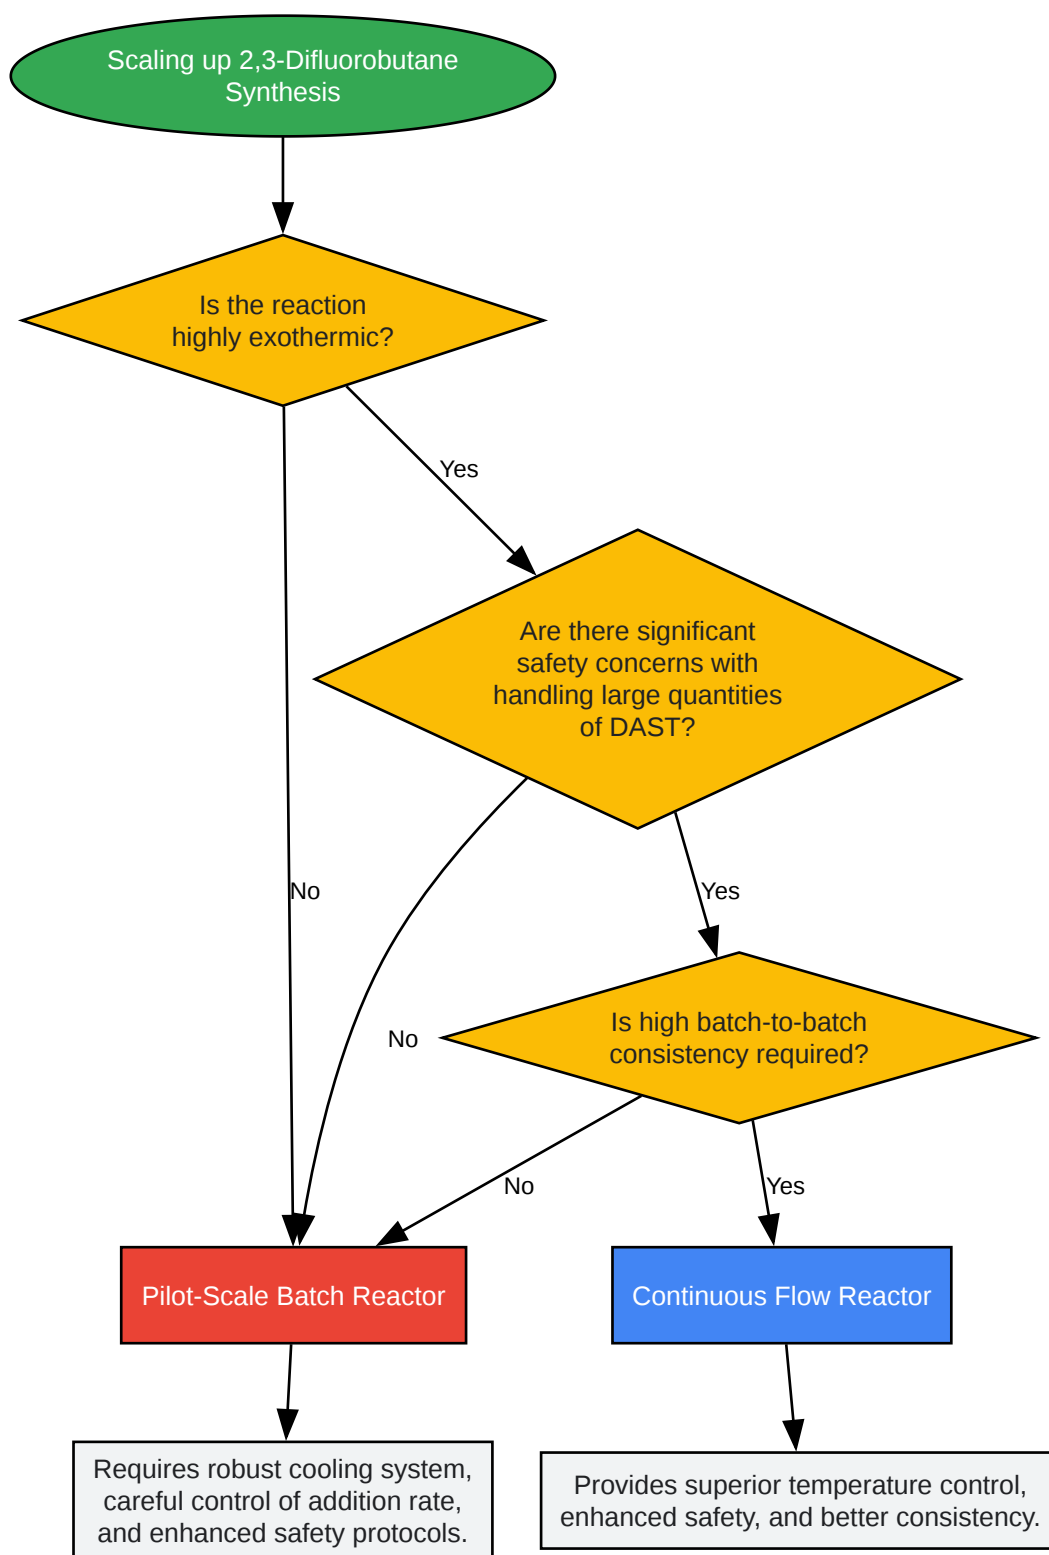 Scaling up 2,3-Difluorobutane
Synthesis
Is the reaction
highly exothermic?
Yes
Are there significant
safety concerns with
handling large quantities
of DAST?
No
Yes
Is high batch-to-batch
consistency required?
No
No
Yes
Pilot-Scale Batch Reactor
Continuous Flow Reactor
Requires robust cooling system,
careful control of addition rate,
and enhanced safety protocols.
Provides superior temperature control,
enhanced safety, and better consistency.